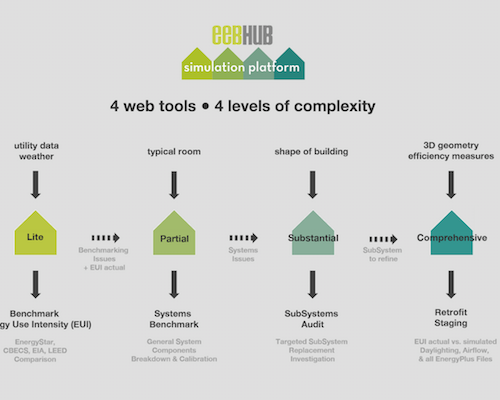 eeBHUB
simulation platform
4 web tools • 4 levels of complexity
utility data
weather
typical room
shape of building
3D geometry
efficiency measures
Lite
Benchmarking
Issues
+ EUI actual
Partial
Systems
Issues
Substantial
SubSystem
to refine
Comprehensive
Benchmark
gy Use Intensity (EUI)
EnergyStar,
CBECS, EIA, LEED
Comparison
Systems
Benchmark
General System
Components
Breakdown & Calibration
SubSystems
Audit
Targeted SubSystem
Replacement
Investigation
Retrofit
Staging
EUI actual vs. simulated
Daylighting, Airflow,
& all EnergyPlus Files